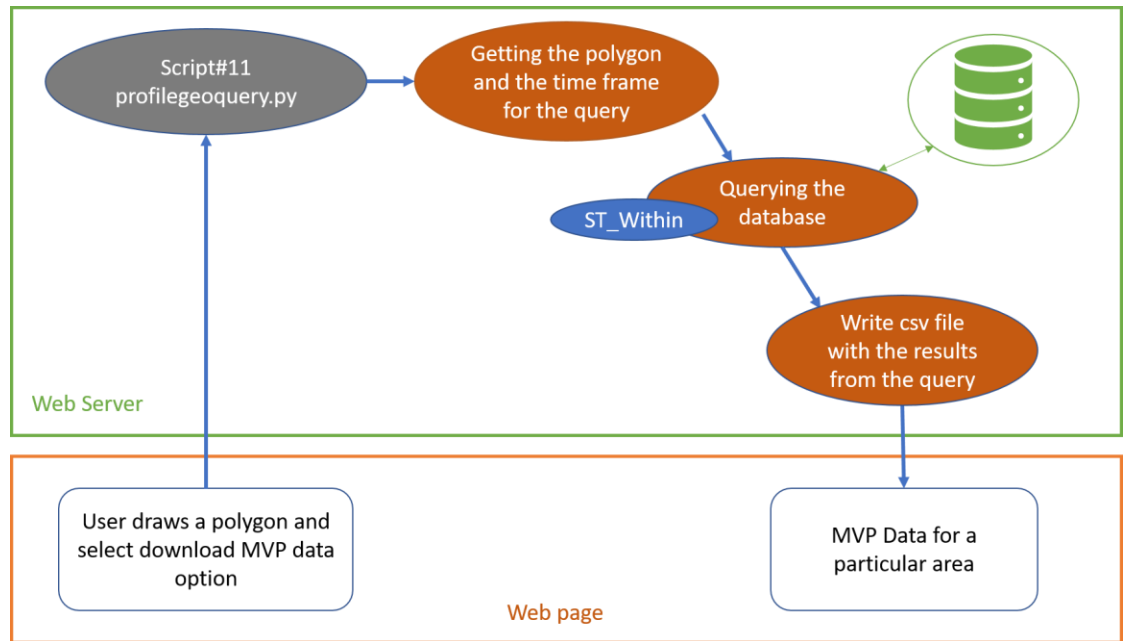 Script#11
profilegeoquery.py
Getting the polygon
and the time frame
for the query
Querying the
database
ST_Within
Write csv file
with the results
from the query
Web Server
User draws a polygon and
select download MVP data
option
MVP Data for a
particular area
Web page